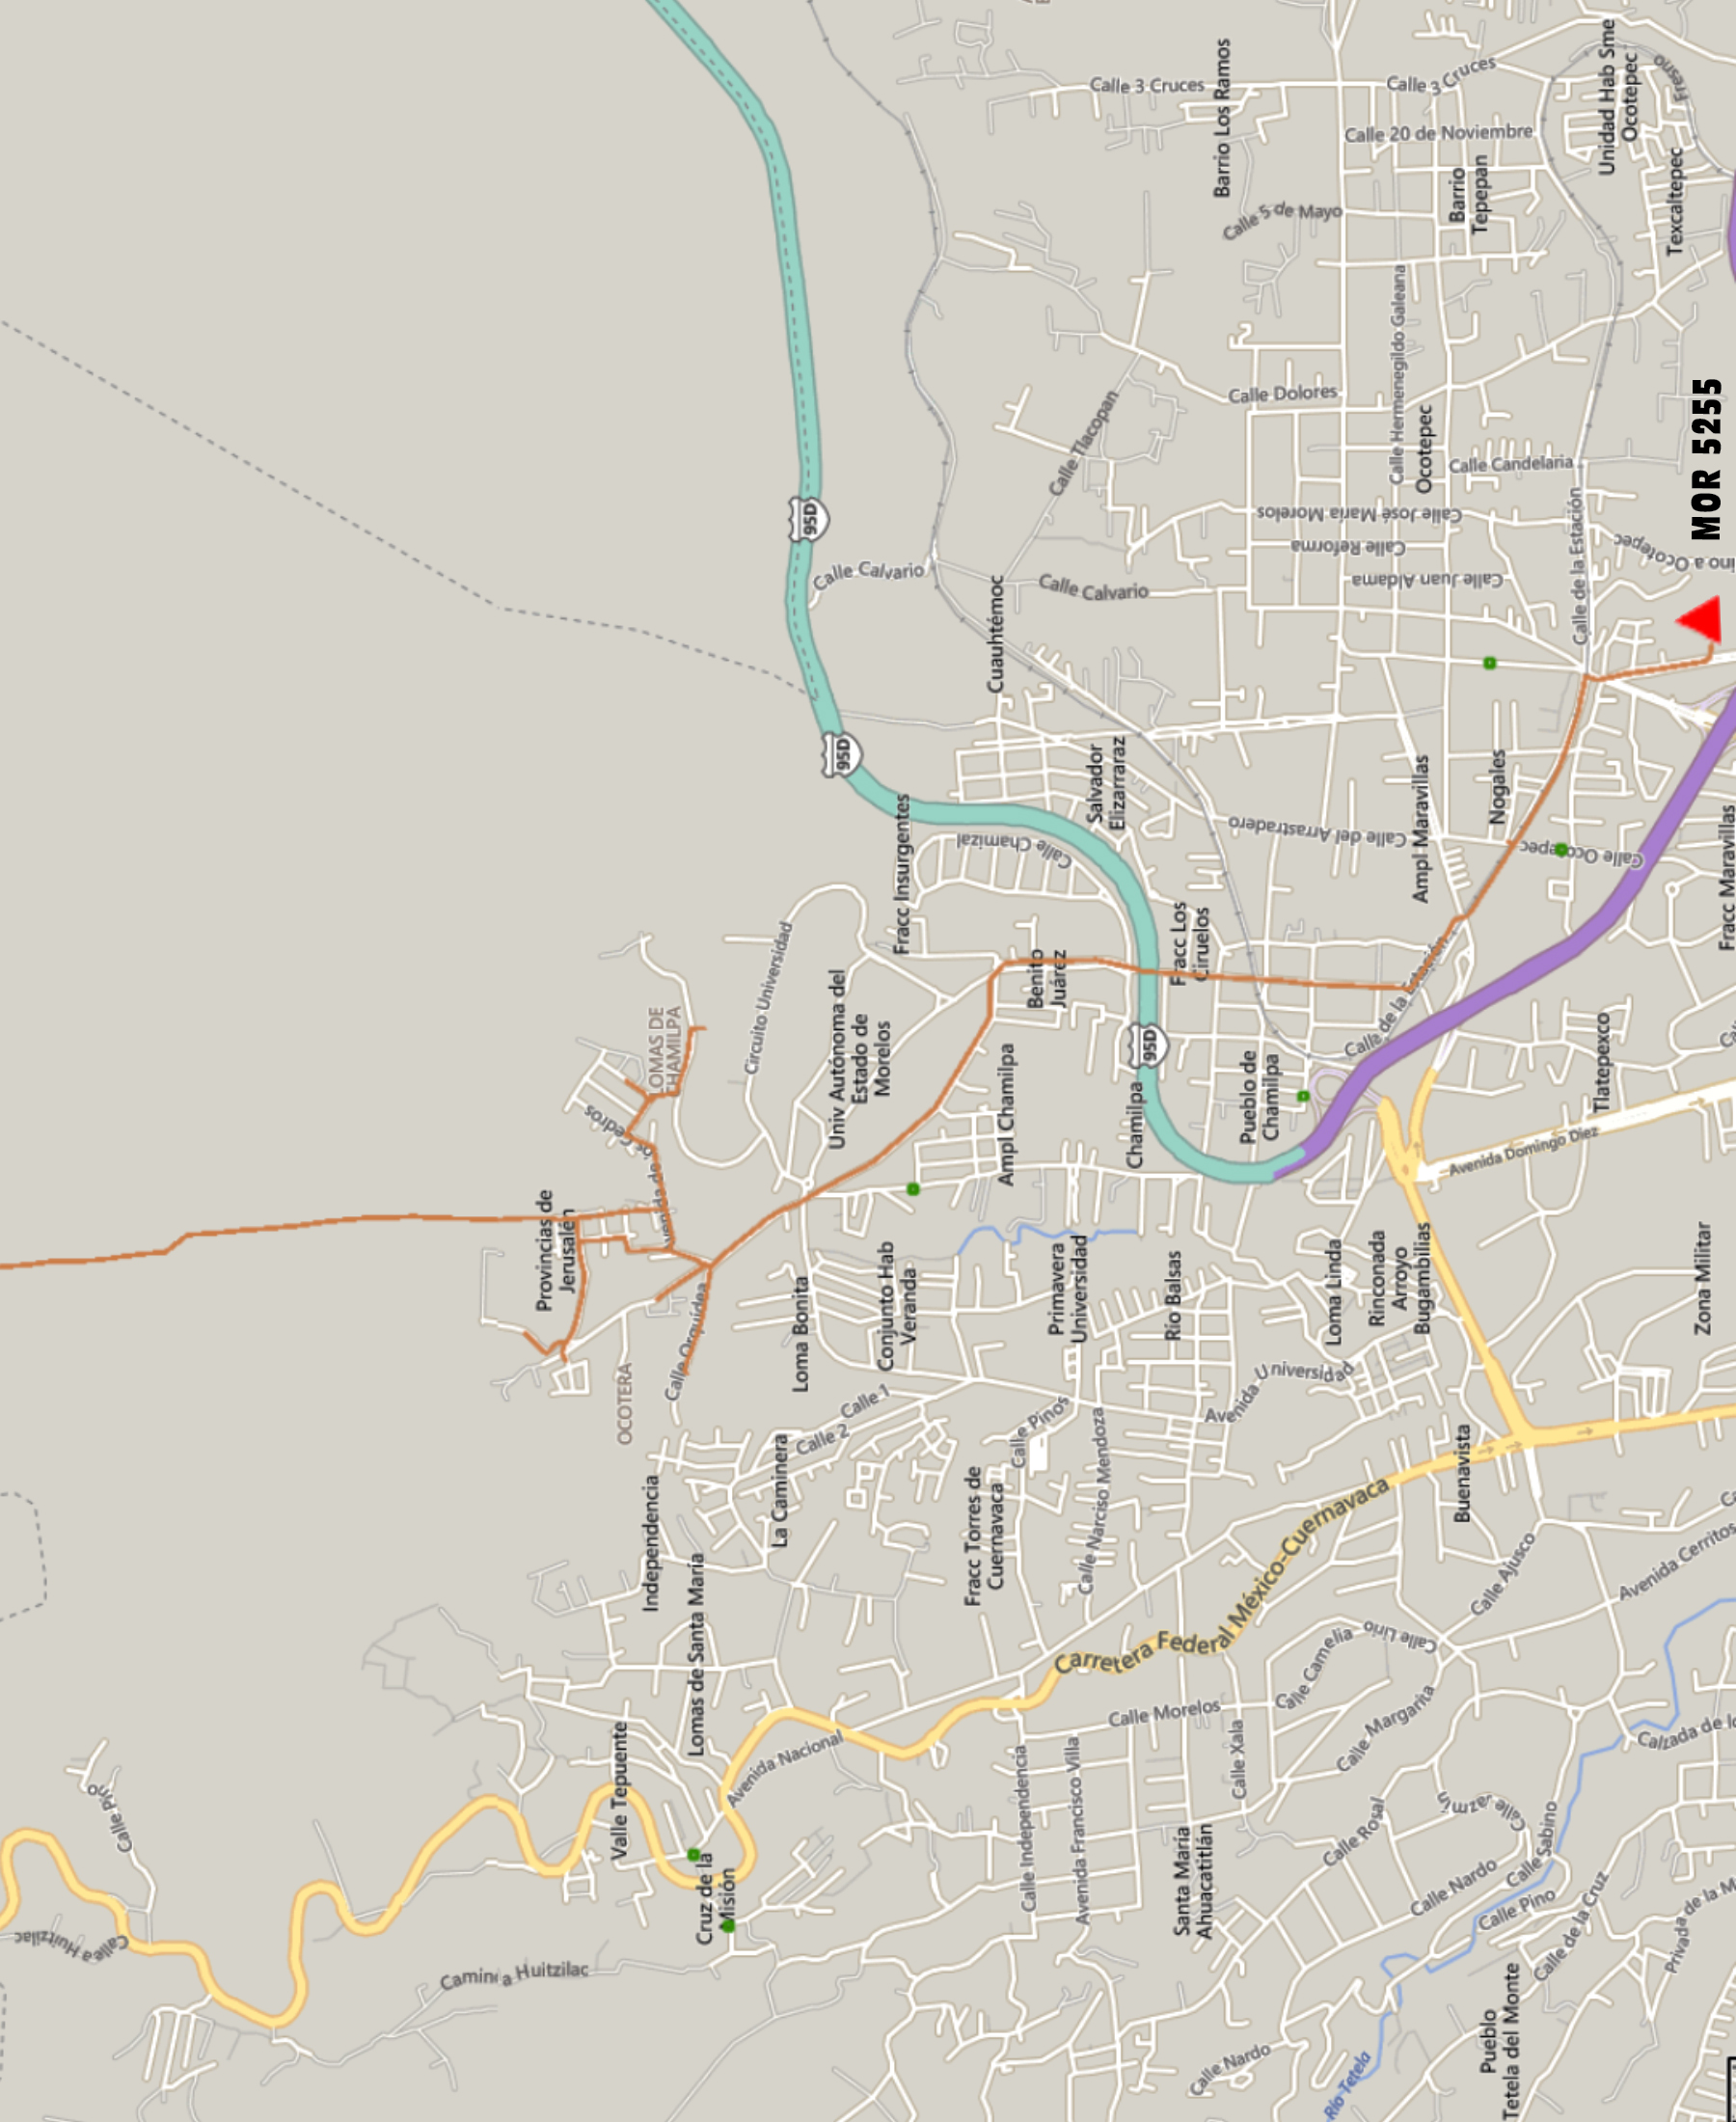 Calle a Huitzilac
Calle Pino
Camin a Huitzilac
Provincias de
Jerusalén
OCOTERA
Avenida de los Cedros
LOMAS DE
CHAMILPA
Calle Orquídea
Valle Tepuente
Independencia
Cruz de la
Misión
Lomas de Santa María
Avenida Nacional
La Caminera
Calle 2
Calle 1
Loma Bonita
Circuito Universidad
Univ Autónoma del
Estado de
Morelos
95D
95D
Calle Calvario
Conjunto Hab
Veranda
Fracc Insurgentes
Fracc Torres de
Cuernavaca
Calle Pinos
Ampl Chamilpa
Calle Chamizal
Cuauhtémoc
Calle Independencia
Avenida Francisco Villa
Primavera
Universidad
Benito
Juárez
Calle Narciso Mendoza
Carretera Federal México-Cuernavaca
Calle Morelos
Salvador
Elizarraraz
Calle Calvario
Calle Tlacopan
Calle 3 Cruces
Chamilpa
95D
Santa María
Ahuacatitlán
Calle Nardo
Río Balsas
Fracc Los
Ciruelos
Calle Xala
Avenida Universidad
Pueblo de
Chamilpa
Calle del Arrastradero
Barrio Los Ramos
Calle 5 de Mayo
Calle Dolores
Calle José María Morelos
Calle Reforma
Calle Camelia
Río Tetela
Calle Rosal
Calle Margarita
Calle Lirio
Loma Linda
Rinconada
Arroyo
Bugambilias
Calle de la Estación
Calle Juan Aldama
Calle Hermenegildo Galeana
Ocotepec
Calle 20 de Noviembre
Calle 3 Cruces
Ampl Maravillas
Calle Nardo
Calle Suráez
Buenavista
Barrio
Tepepan
Calle Candelaria
Pueblo
Tetela del Monte
Calle Pino
Calle Sabino
Calle Ajusco
Avenida Domingo Diez
Nogales
Calle de la Cruz
Calle Ocotepec
Calle de la Estación
Tlatepexco
Unidad Hab Sme
Ocotepec
Privada de la M
Calzada de lo
Avenida Cerritos
Zona Militar
ino a Ocotepec
Texcaltepec
Fresno
MOR 5255
Fracc Maravillas